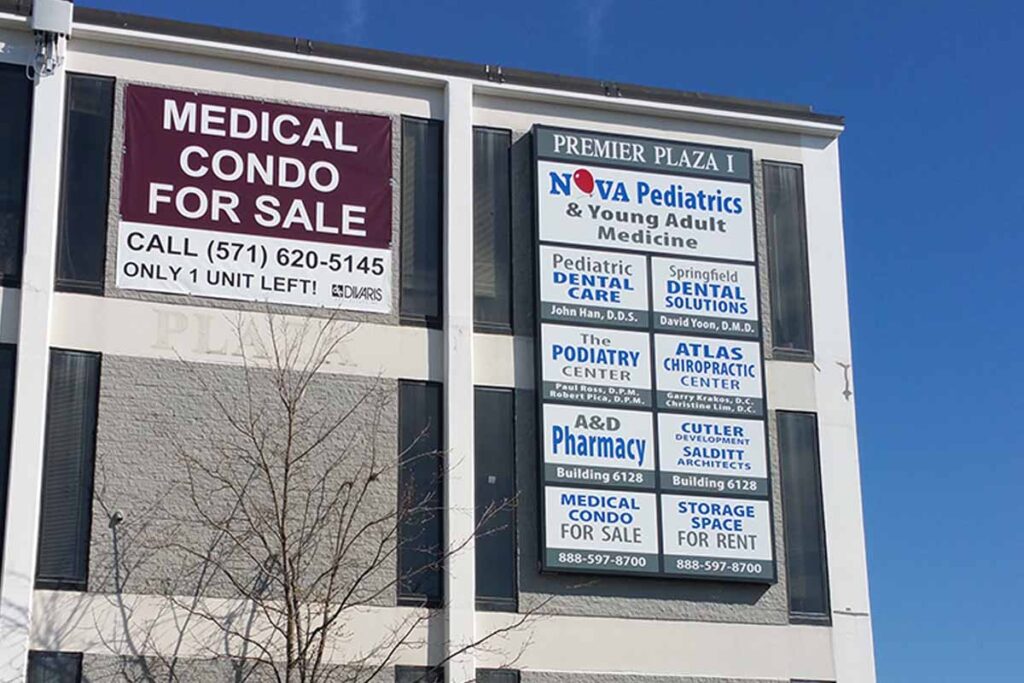 MEDICAL
CONDO
FOR SALE
CALL (571) 620-5145
ONLY 1 UNIT LEFT! DIVARIS
PLAZA
PREMIER PLAZA I
NOVA Pediatrics
& Young Adult
Medicine
Pediatric
DENTAL
CARE
John Han, D.D.S.
Springfield
DENTAL
SOLUTIONS
David Yoon, D.M.D.
The
PODIATRY
CENTER
Paul Ross, D.P.M.
Robert Pica, D.P.M.
ATLAS
CHIROPRACTIC
CENTER
Garry Krakos, D.C.
Christine Lim, D.C.
A&D
Pharmacy
Building 6128
CUTLER
DEVELOPMENT
SALDITT
ARCHITECTS
Building 6128
MEDICAL
CONDO
FOR SALE
888-597-8700
STORAGE
SPACE
FOR RENT
888-597-8700